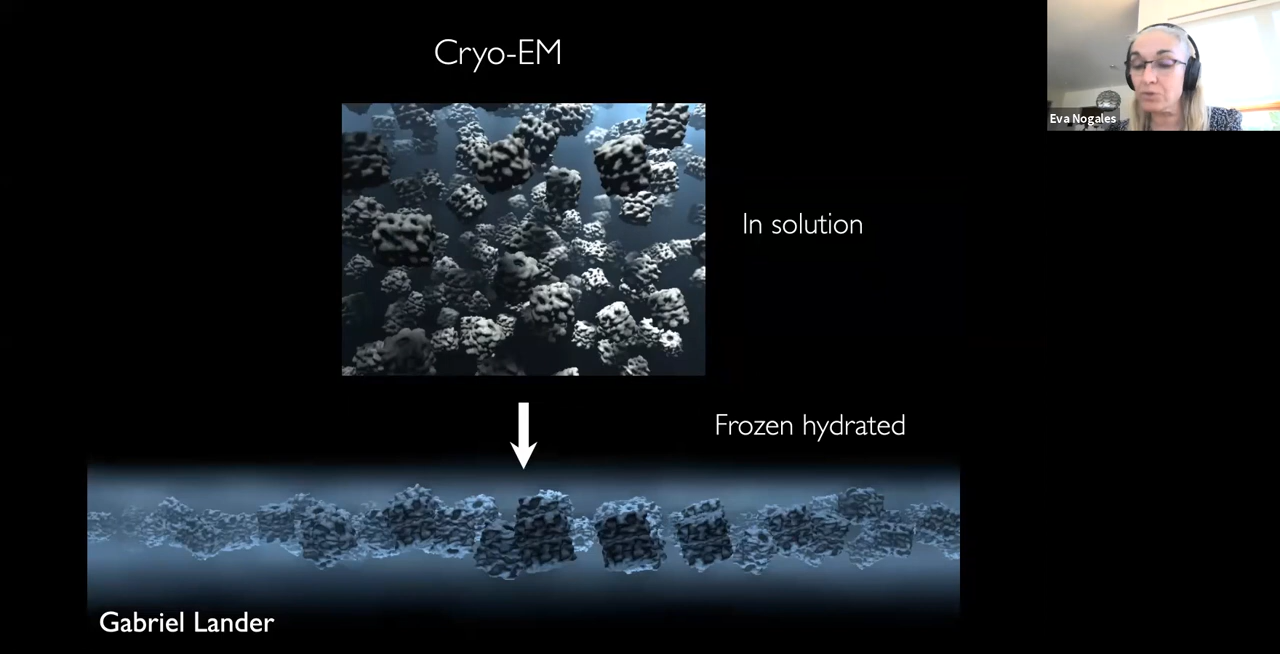 Cryo-EM
Eva Nogales
In solution
Frozen hydrated
Gabriel Lander